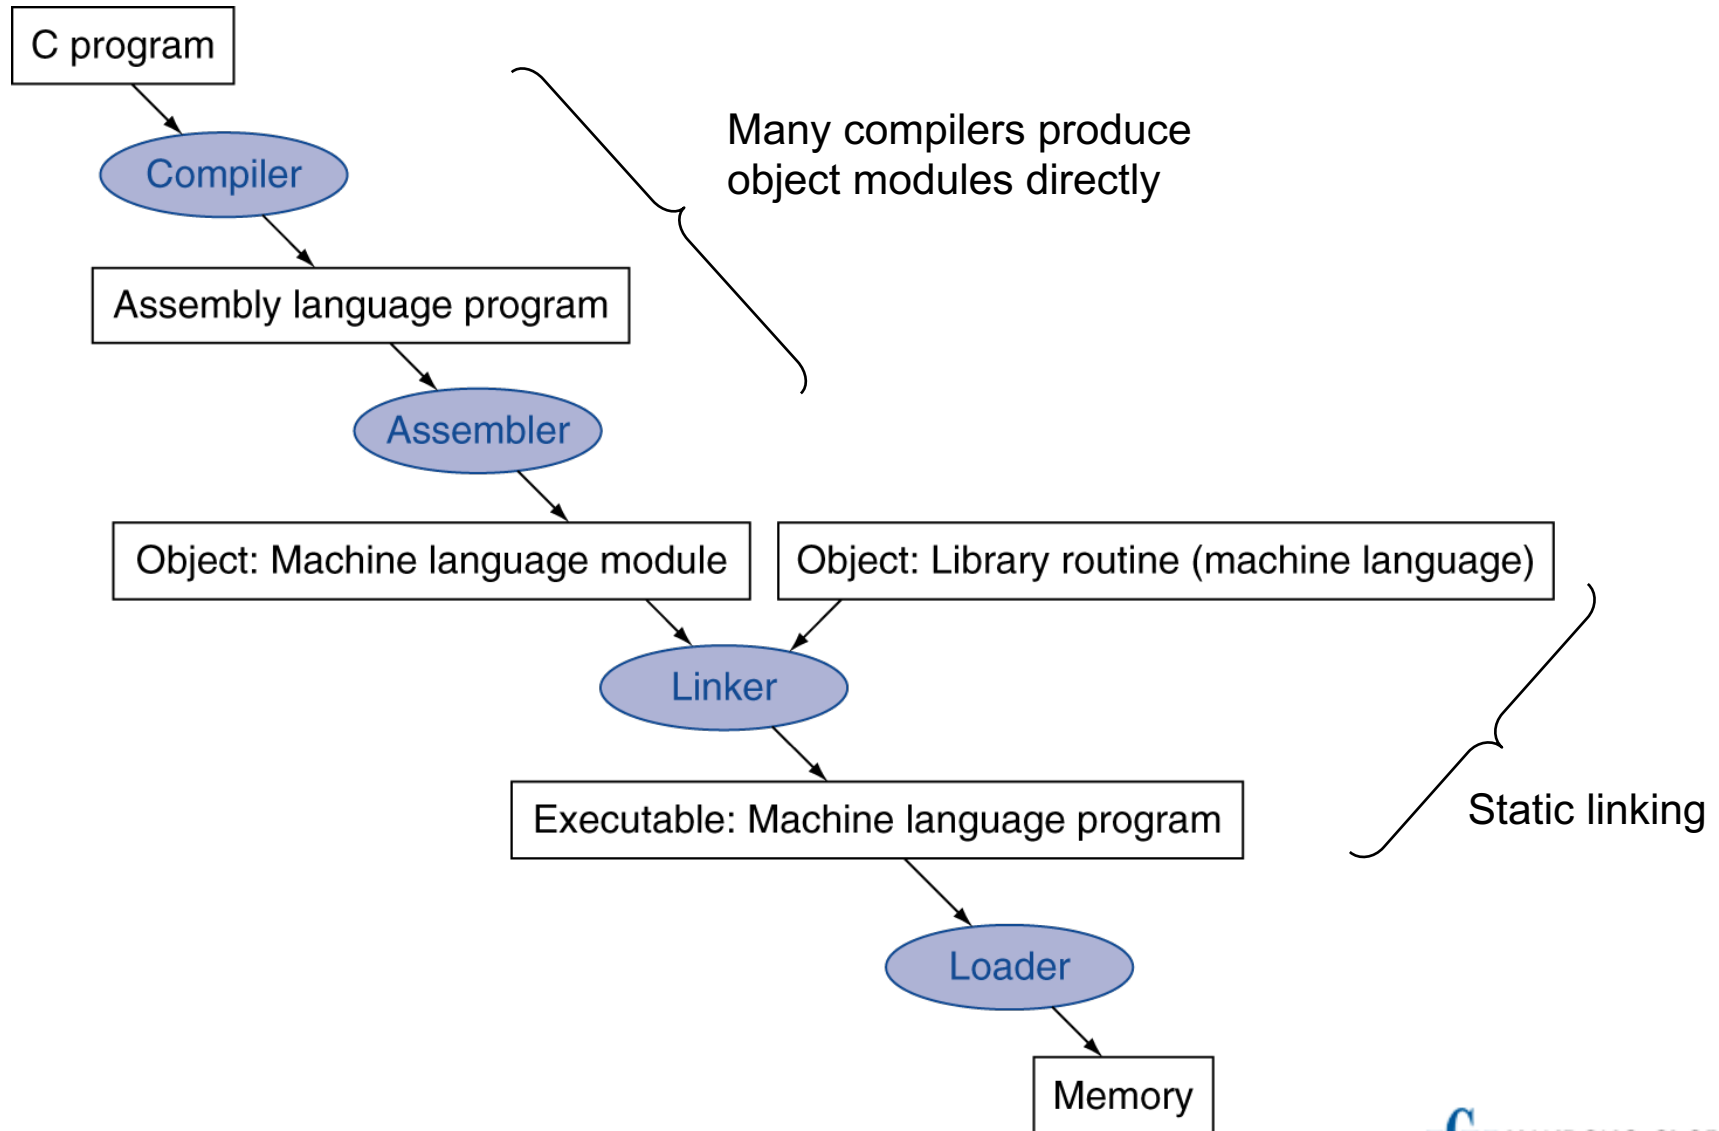 C program
Many compilers produce
object modules directly
Compiler
Assembly language program
Assembler
Object: Machine language module
Object: Library routine (machine language)
Linker
Executable: Machine language program
Static linking
Loader
Memory